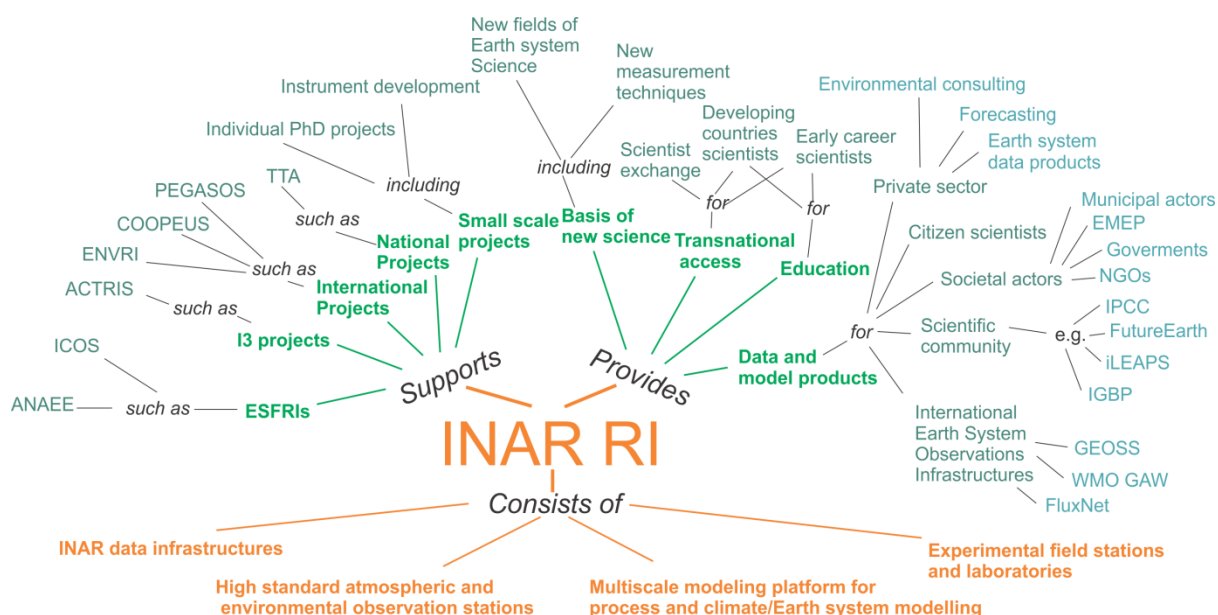 New fields of
Earth system
Science
New
measurement
techniques
Instrument development
Individual PhD projects
TTA
PEGASOS
COOPEUS
ENVRI
ACTRIS
ICOS
ANAEE
such as
ESFRIs
such as
I3 projects
such as
International
Projects
such as
National
Projects
including
Small scale
projects
including
Basis of
new science
Scientist
exchange
Developing
countries
scientists
Early career
scientists
for
Transnational
access
for
Education
Environmental consulting
Forecasting
Earth system
data products
Private sector
Citizen scientists
Municipal actors
EMEP
Goverments
NGOs
Societal actors
for
Scientific
community
e.g.
IPCC
FutureEarth
iLEAPS
IGBP
Data and
model products
International
Earth System
Observations
Infrastructures
GEOSS
WMO GAW
FluxNet
Supports
Provides
INAR RI
Consists of
INAR data infrastructures
High standard atmospheric and
environmental observation stations
Multiscale modeling platform for
process and climate/Earth system modelling
Experimental field stations
and laboratories